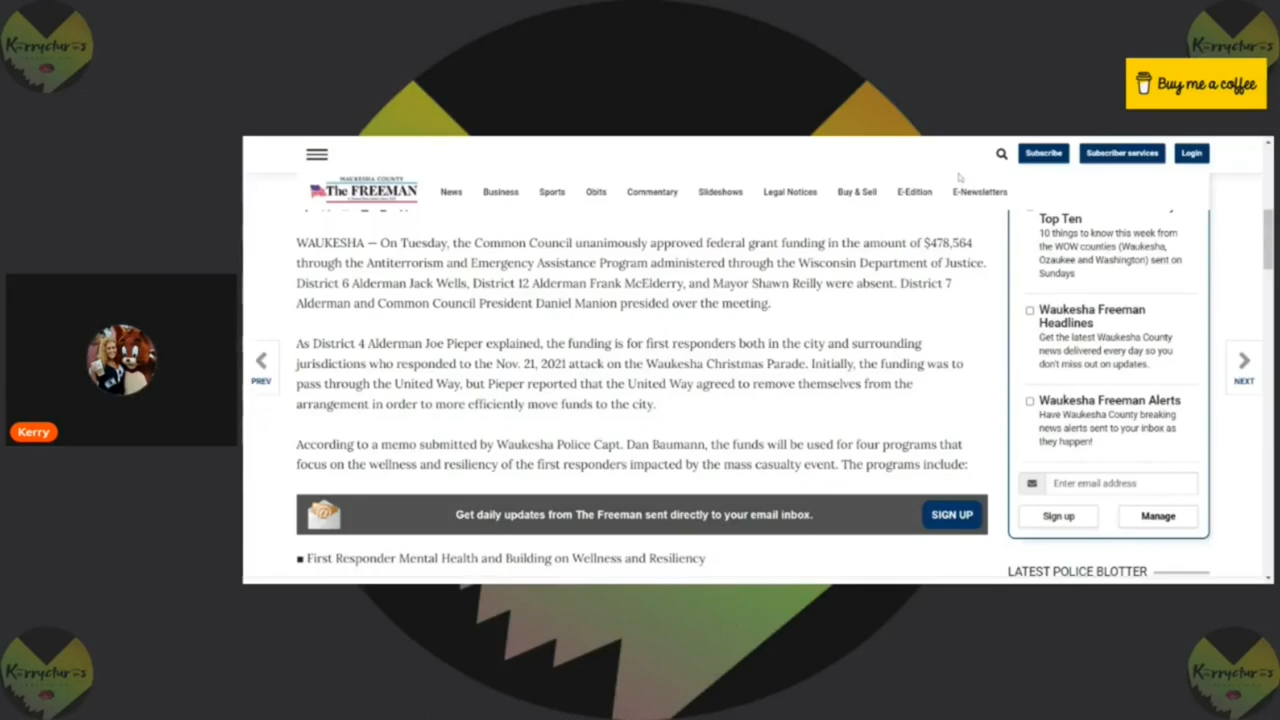 Kerryctures
Kerryctures
Buy me a coffee
Subscribe
Subscriber services
Login
WAUKESHA COUNTY
The FREEMAN
News
Business
Sports
Obits
Commentary
Slideshows
Legal Notices
Buy & Sell
E-Edition
E-Newsletters
WAUKESHA — On Tuesday, the Common Council unanimously approved federal grant funding in the amount of $478,564
through the Antiterrorism and Emergency Assistance Program administered through the Wisconsin Department of Justice.
District 6 Alderman Jack Wells, District 12 Alderman Frank McElderry, and Mayor Shawn Reilly were absent. District 7
Alderman and Common Council President Daniel Manion presided over the meeting.
As District 4 Alderman Joe Pieper explained, the funding is for first responders both in the city and surrounding
jurisdictions who responded to the Nov. 21, 2021 attack on the Waukesha Christmas Parade. Initially, the funding was to
pass through the United Way, but Pieper reported that the United Way agreed to remove themselves from the
arrangement in order to more efficiently move funds to the city.
According to a memo submitted by Waukesha Police Capt. Dan Baumann, the funds will be used for four programs that
focus on the wellness and resiliency of the first responders impacted by the mass casualty event. The programs include:
Get daily updates from The Freeman sent directly to your email inbox.
SIGN UP
■ First Responder Mental Health and Building on Wellness and Resiliency
PREV
NEXT
Top Ten
10 things to know this week from
the WOW counties (Waukesha,
Ozaukee and Washington) sent on
Sundays
Waukesha Freeman
Headlines
Get the latest Waukesha County
news delivered every day so you
don't miss out on updates.
Waukesha Freeman Alerts
Have Waukesha County breaking
news alerts sent to your inbox as
they happen!
Enter email address
Sign up
Manage
LATEST POLICE BLOTTER
Kerry
Kerryctures
Kerryctures